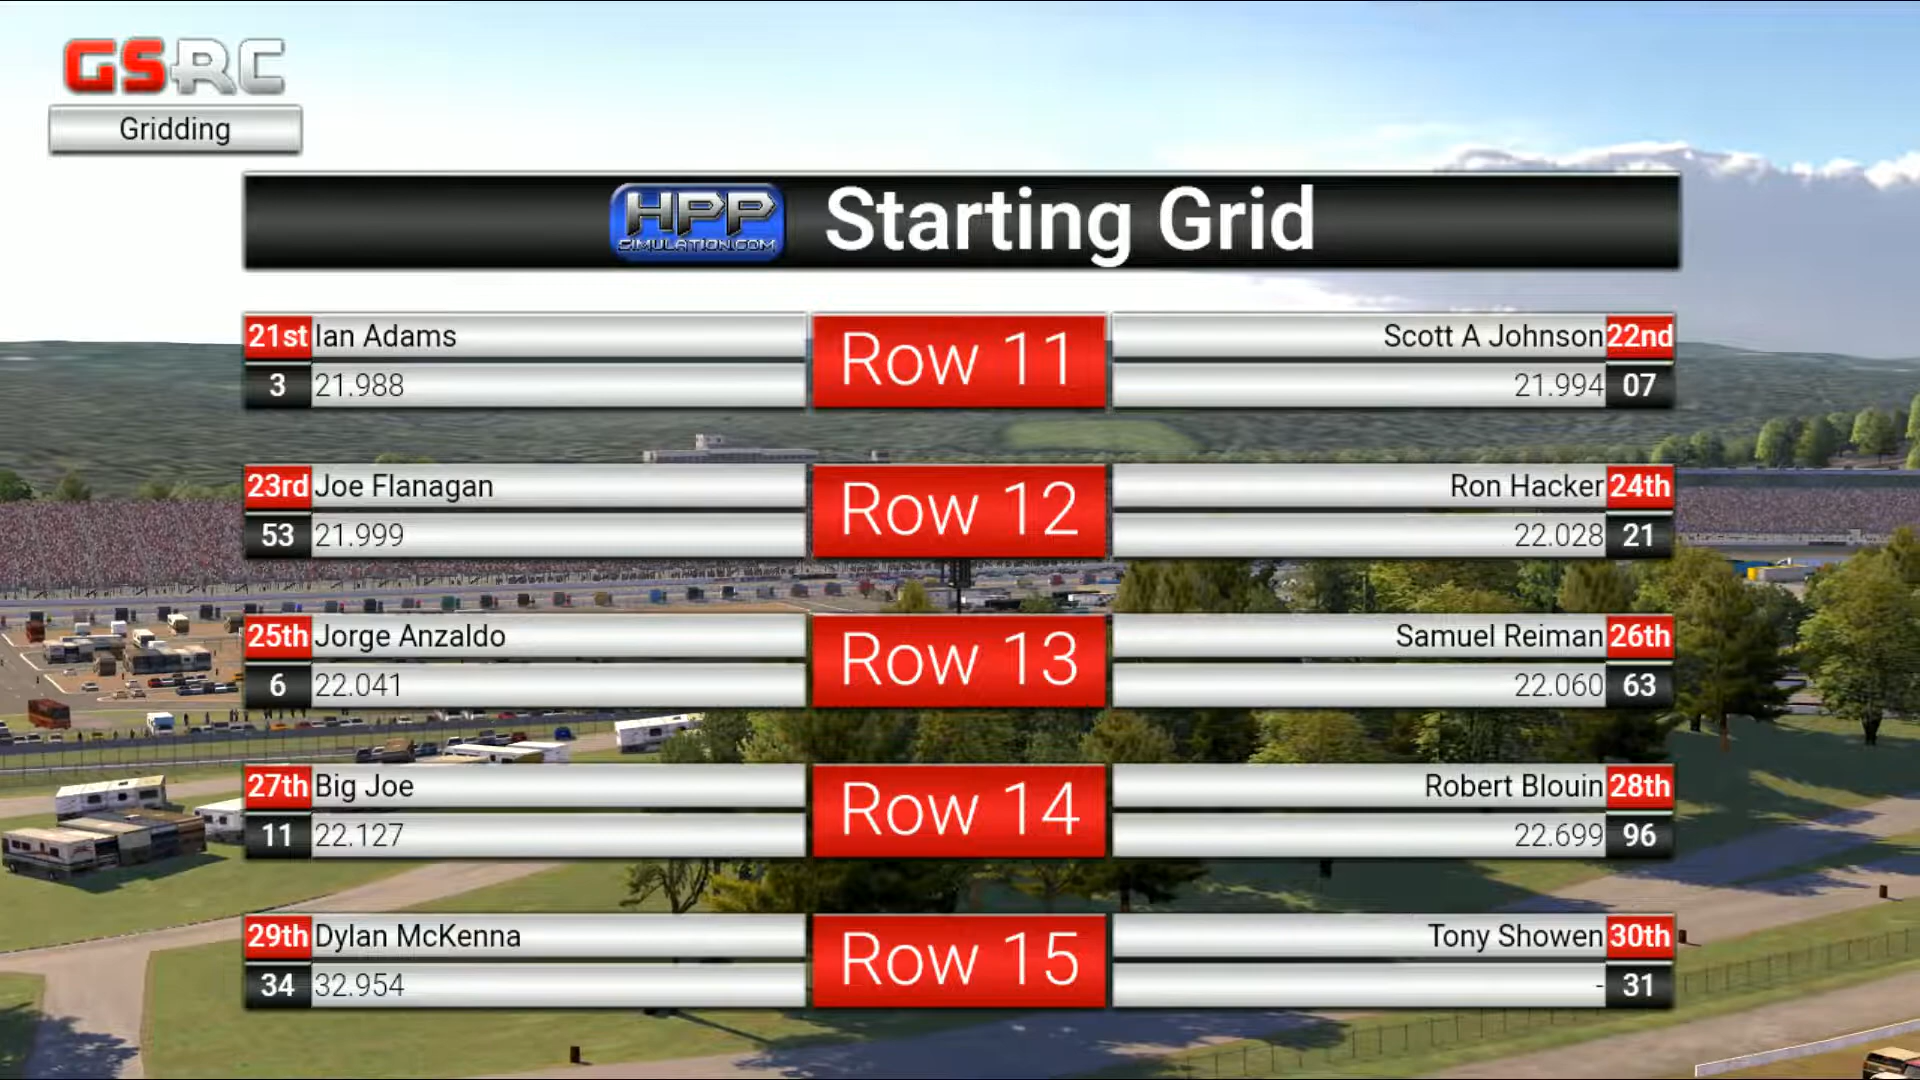 GSRC
Gridding
HPP
SIMULATION.COM
Starting Grid
21st Ian Adams
3 21.988
Row 11
Scott A Johnson 22nd
21.994 07
23rd Joe Flanagan
53 21.999
Row 12
Ron Hacker 24th
22.028 21
25th Jorge Anzaldo
6 22.041
Row 13
Samuel Reiman 26th
22.060 63
27th Big Joe
11 22.127
Row 14
Robert Blouin 28th
22.699 96
29th Dylan McKenna
34 32.954
Row 15
Tony Showen 30th
- 31